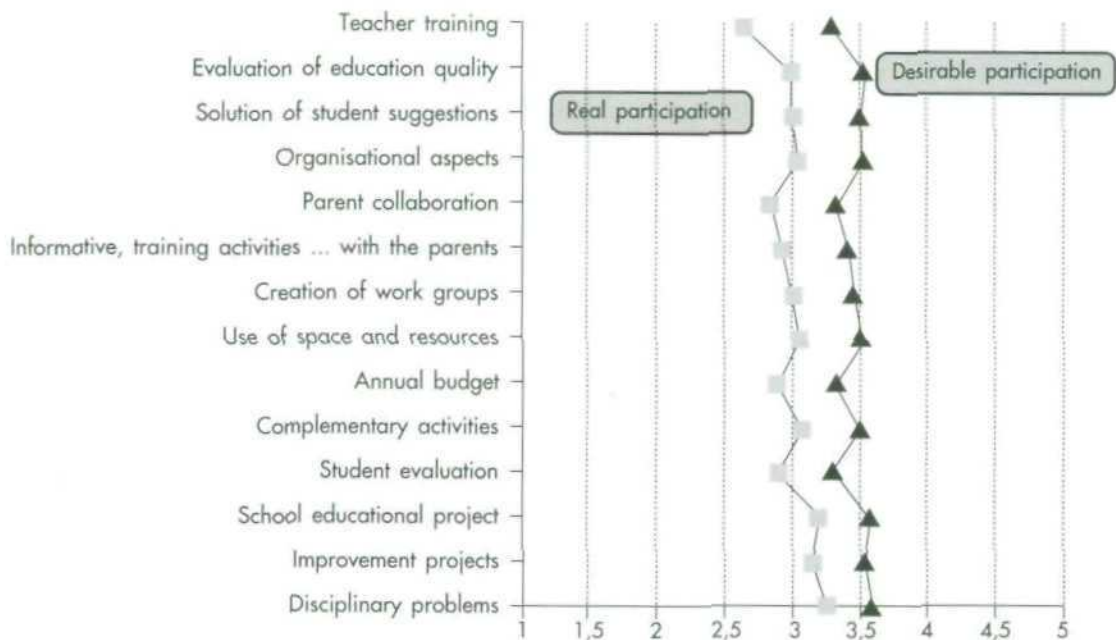 Teacher training
Evaluation of education quality
Desirable participation
Solution of student suggestions
Real participation
Organisational aspects
Parent collaboration
Informative, training activities ... with the parents
Creation of work groups
Use of space and resources
Annual budget
Complementary activities
Student evaluation
School educational project
Improvement projects
Disciplinary problems
1 1,5 2 2,5 3 3,5 4 4,5 5